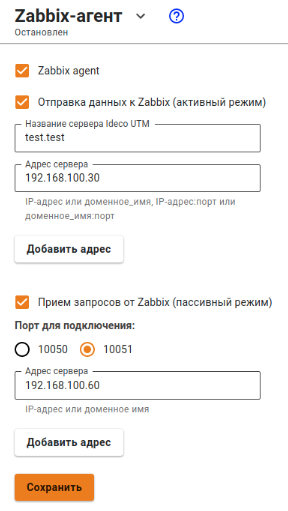 Zabbix-агент
Остановлен
Zabbix agent
Отправка данных к Zabbix (активный режим)
Название сервера Ideco UTM
test.test
Адрес сервера
192.168.100.30
IP-адрес или доменное_имя, IP-адрес:порт или
доменное_имя:порт
Добавить адрес
Прием запросов от Zabbix (пассивный режим)
Порт для подключения:
10050 10051
Адрес сервера
192.168.100.60
IP-адрес или доменное имя
Добавить адрес
Сохранить